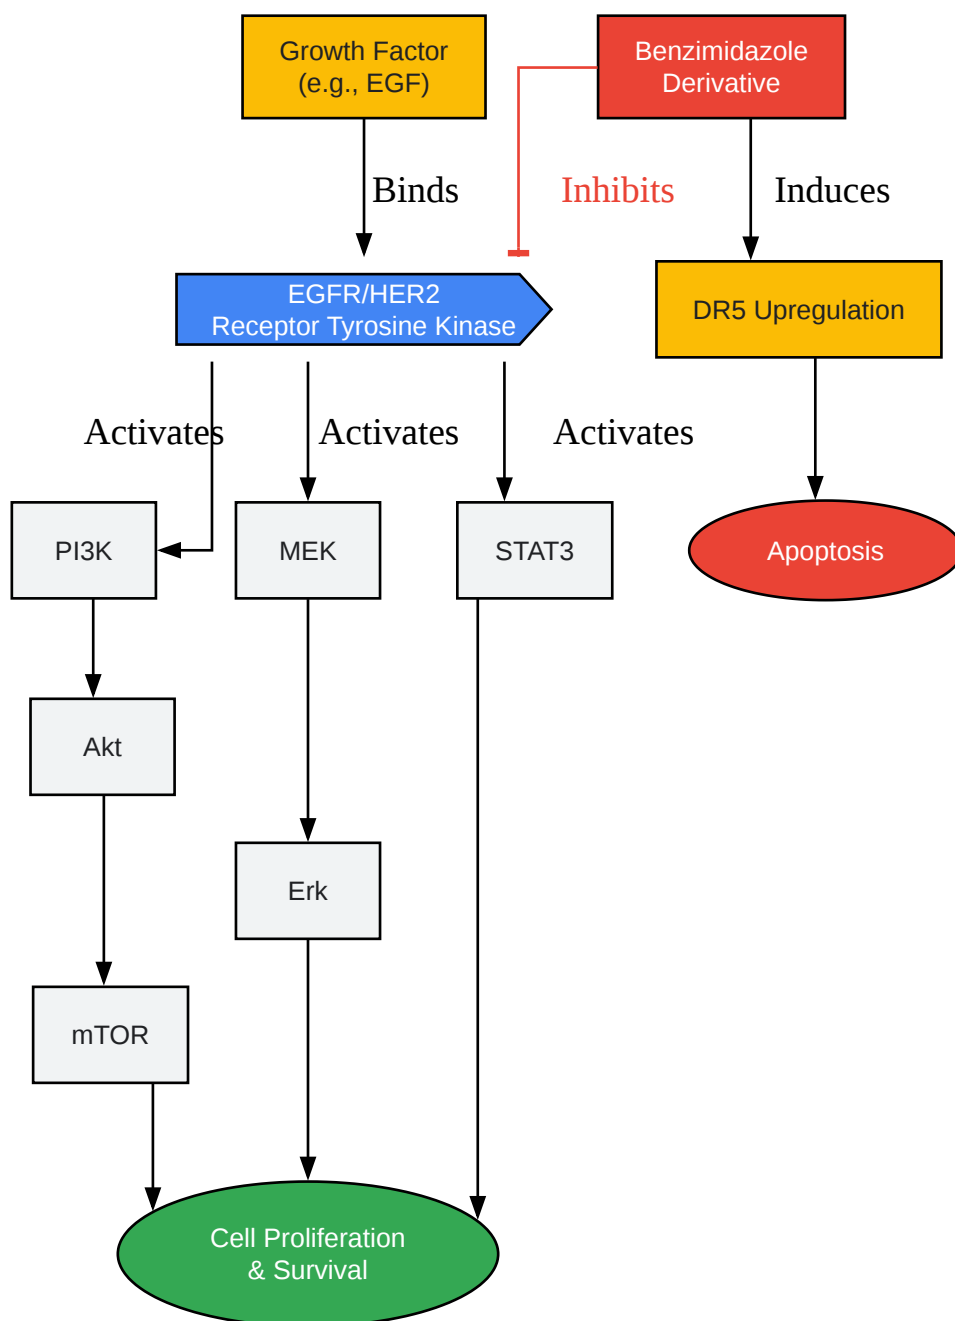 Growth Factor
(e.g., EGF)
Benzimidazole
Derivative
Binds
Inhibits
Induces
EGFR/HER2
Receptor Tyrosine Kinase
DR5 Upregulation
Activates
Activates
Activates
PI3K
MEK
STAT3
Apoptosis
Akt
Erk
mTOR
Cell Proliferation
& Survival